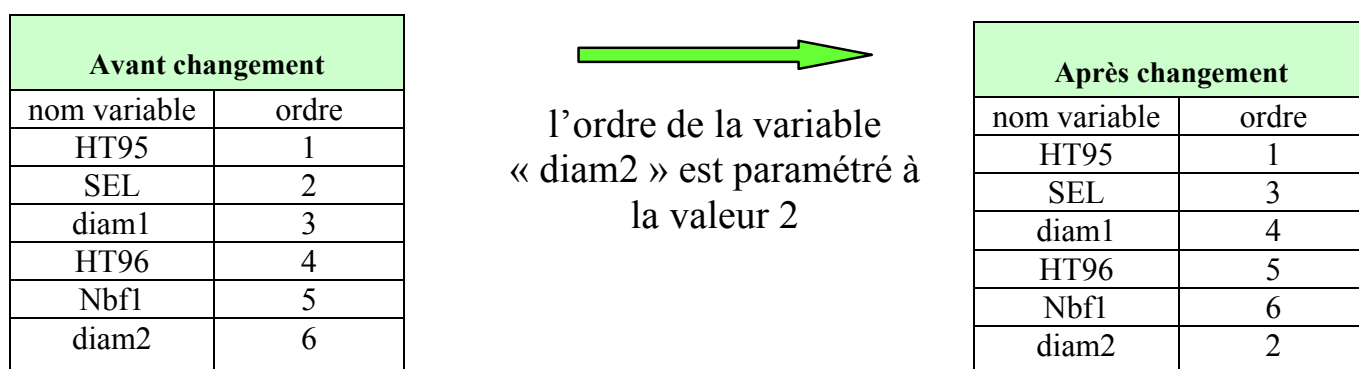 Avant changement
nom variable ordre
HT95 1
SEL 2
diam1 3
HT96 4
Nbf1 5
diam2 6
l’ordre de la variable
« diam2 » est paramétré à
la valeur 2
Après changement
nom variable ordre
HT95 1
SEL 3
diam1 4
HT96 5
Nbf1 6
diam2 2